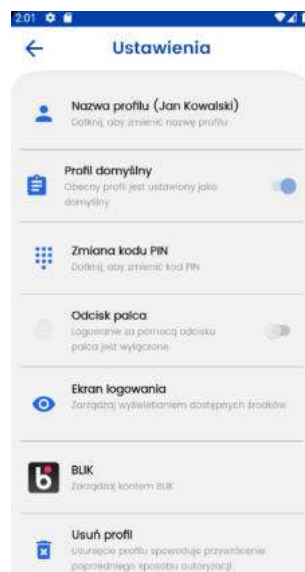 2:01
Ustawienia
Nazwa profilu (Jan Kowalski)
Dotknij, aby zmienić nazwę profilu
Profil domyślny
Obecny profil jest ustawiony jako
domyślny
Zmiana kodu PIN
Dotknij, aby zmienić kod PIN
Odcisk palca
Logowanie za pomocą odcisku
palca jest wyłączone
Ekran logowania
Zarządzaj wyświetlaniem dostępnych środków
BLIK
Zarządzaj kontem BLIK
Usuń profil
Usunięcie profilu spowoduje przywrócenie
poprzedniego sposobu autoryzacji